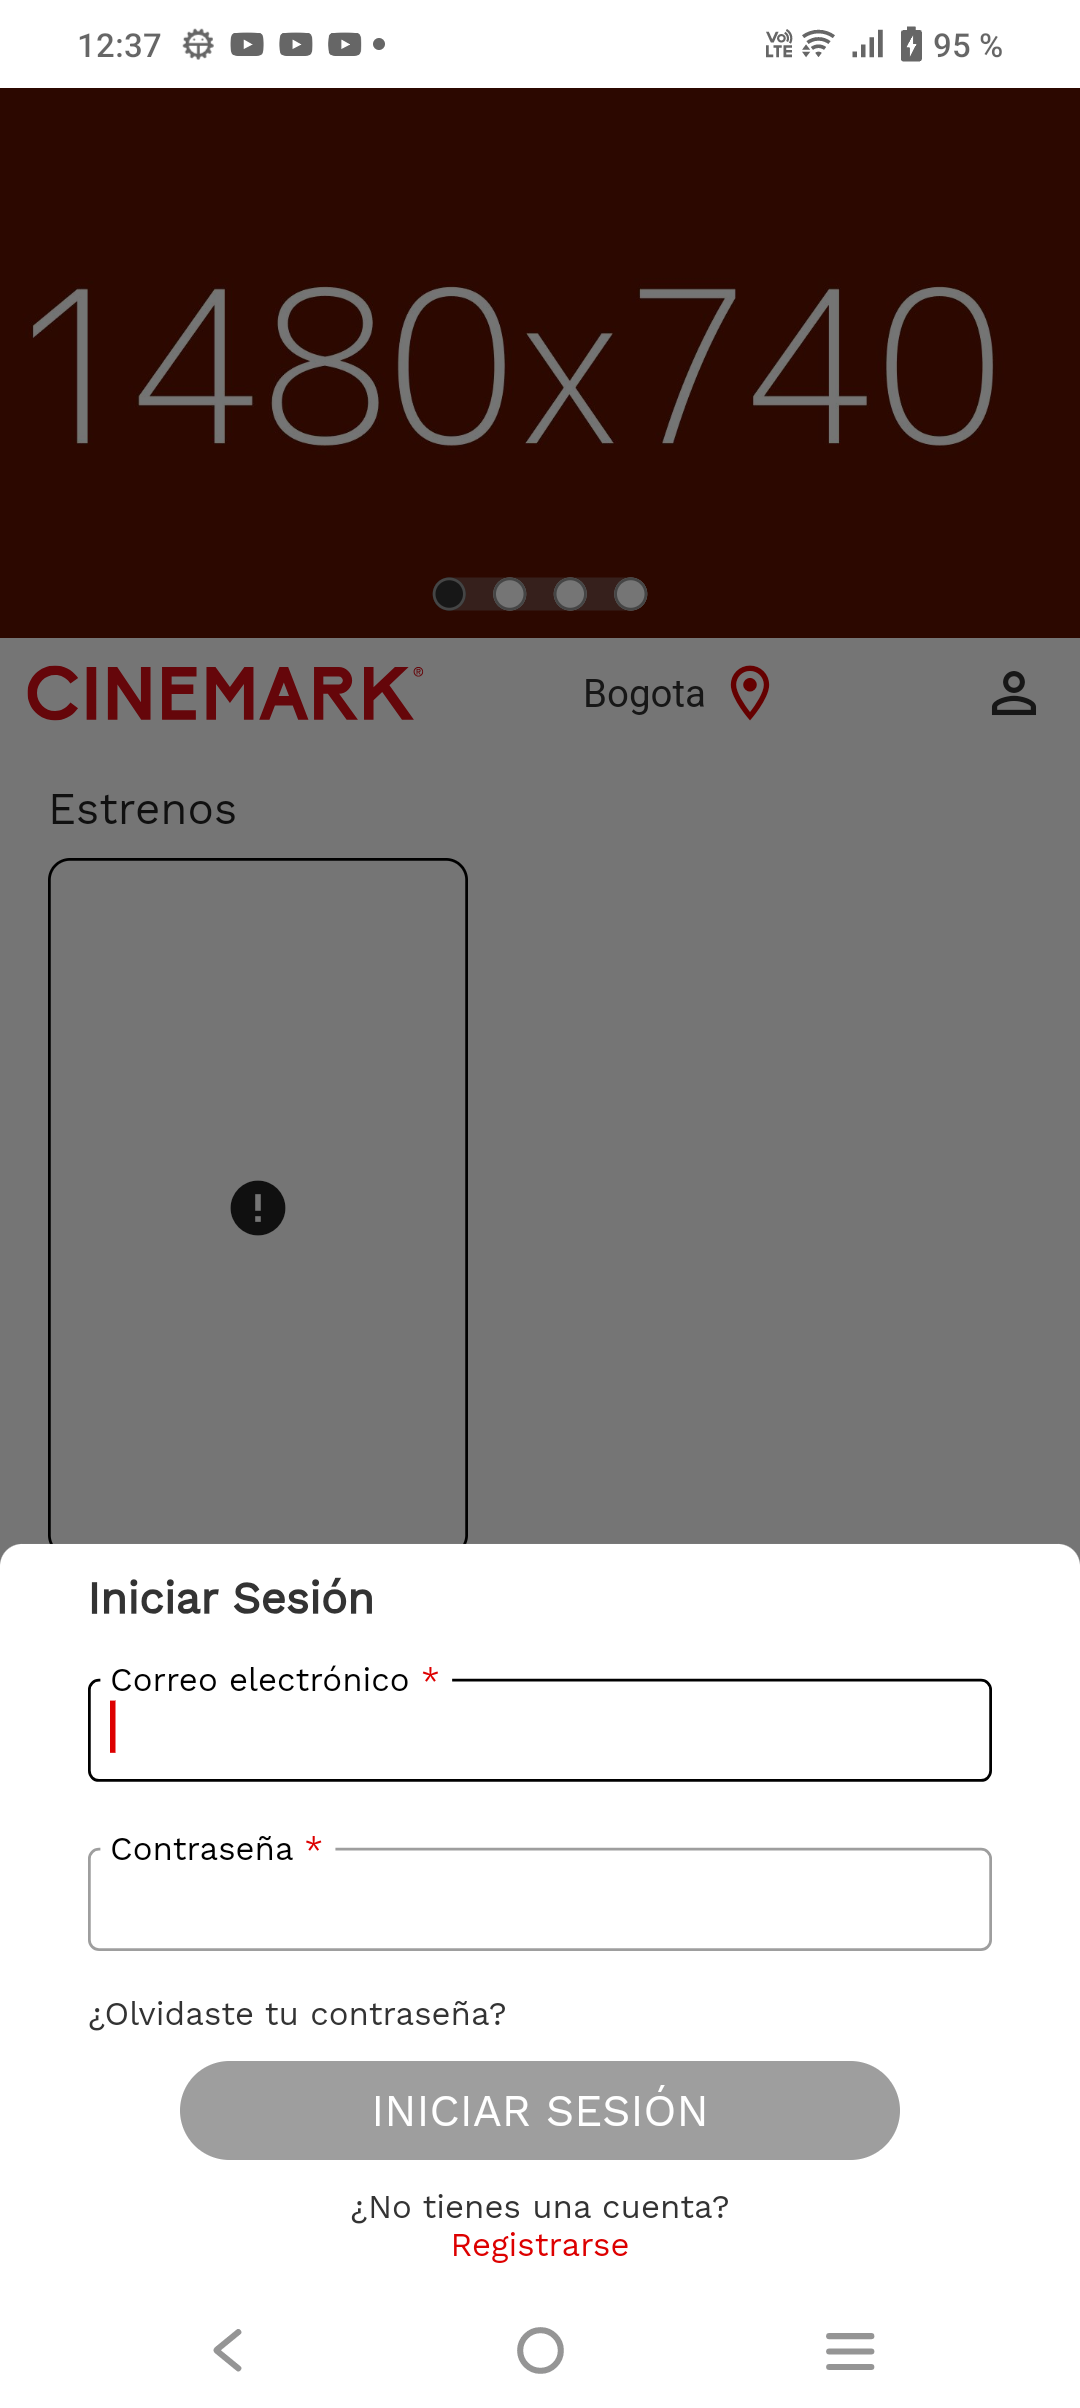 12:37 Vo) LTE 95 %
1480x740
CINEMARK® Bogota
Estrenos
Iniciar Sesión
Correo electrónico *
Contraseña *
¿Olvidaste tu contraseña?
INICIAR SESIÓN
¿No tienes una cuenta?
Registrarse